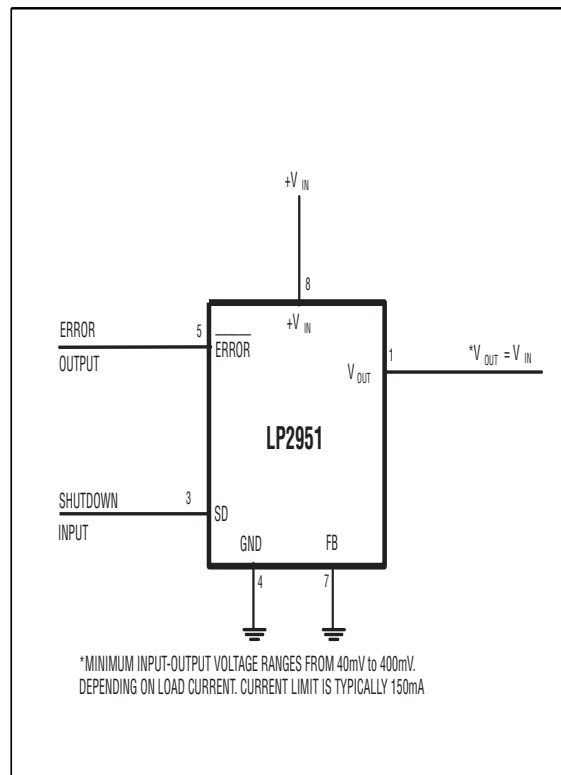 +V IN
8
+V IN
ERROR
5
ERROR
OUTPUT
1
*V OUT = V IN
V OUT
LP2951
SHUTDOWN
3
SD
INPUT
GND
FB
4
7
*MINIMUM INPUT-OUTPUT VOLTAGE RANGES FROM 40mV to 400mV.
DEPENDING ON LOAD CURRENT. CURRENT LIMIT IS TYPICALLY 150mA